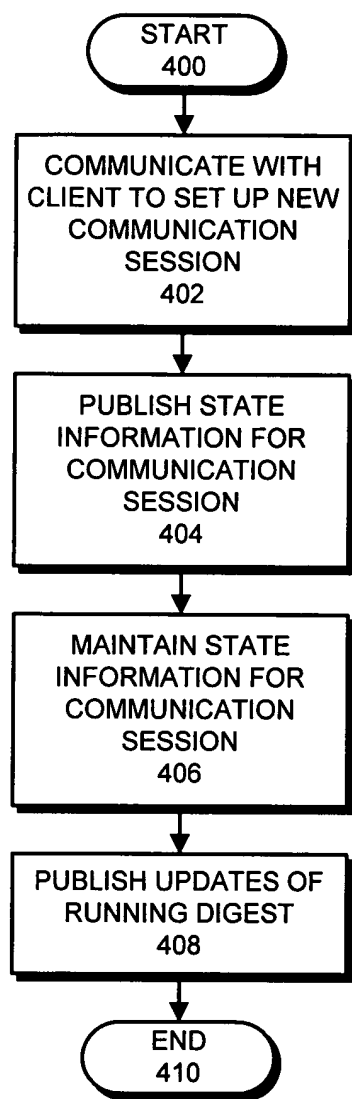 START
400
COMMUNICATE WITH
CLIENT TO SET UP NEW
COMMUNICATION
SESSION
402
PUBLISH STATE
INFORMATION FOR
COMMUNICATION
SESSION
404
MAINTAIN STATE
INFORMATION FOR
COMMUNICATION
SESSION
406
PUBLISH UPDATES OF
RUNNING DIGEST
408
END
410